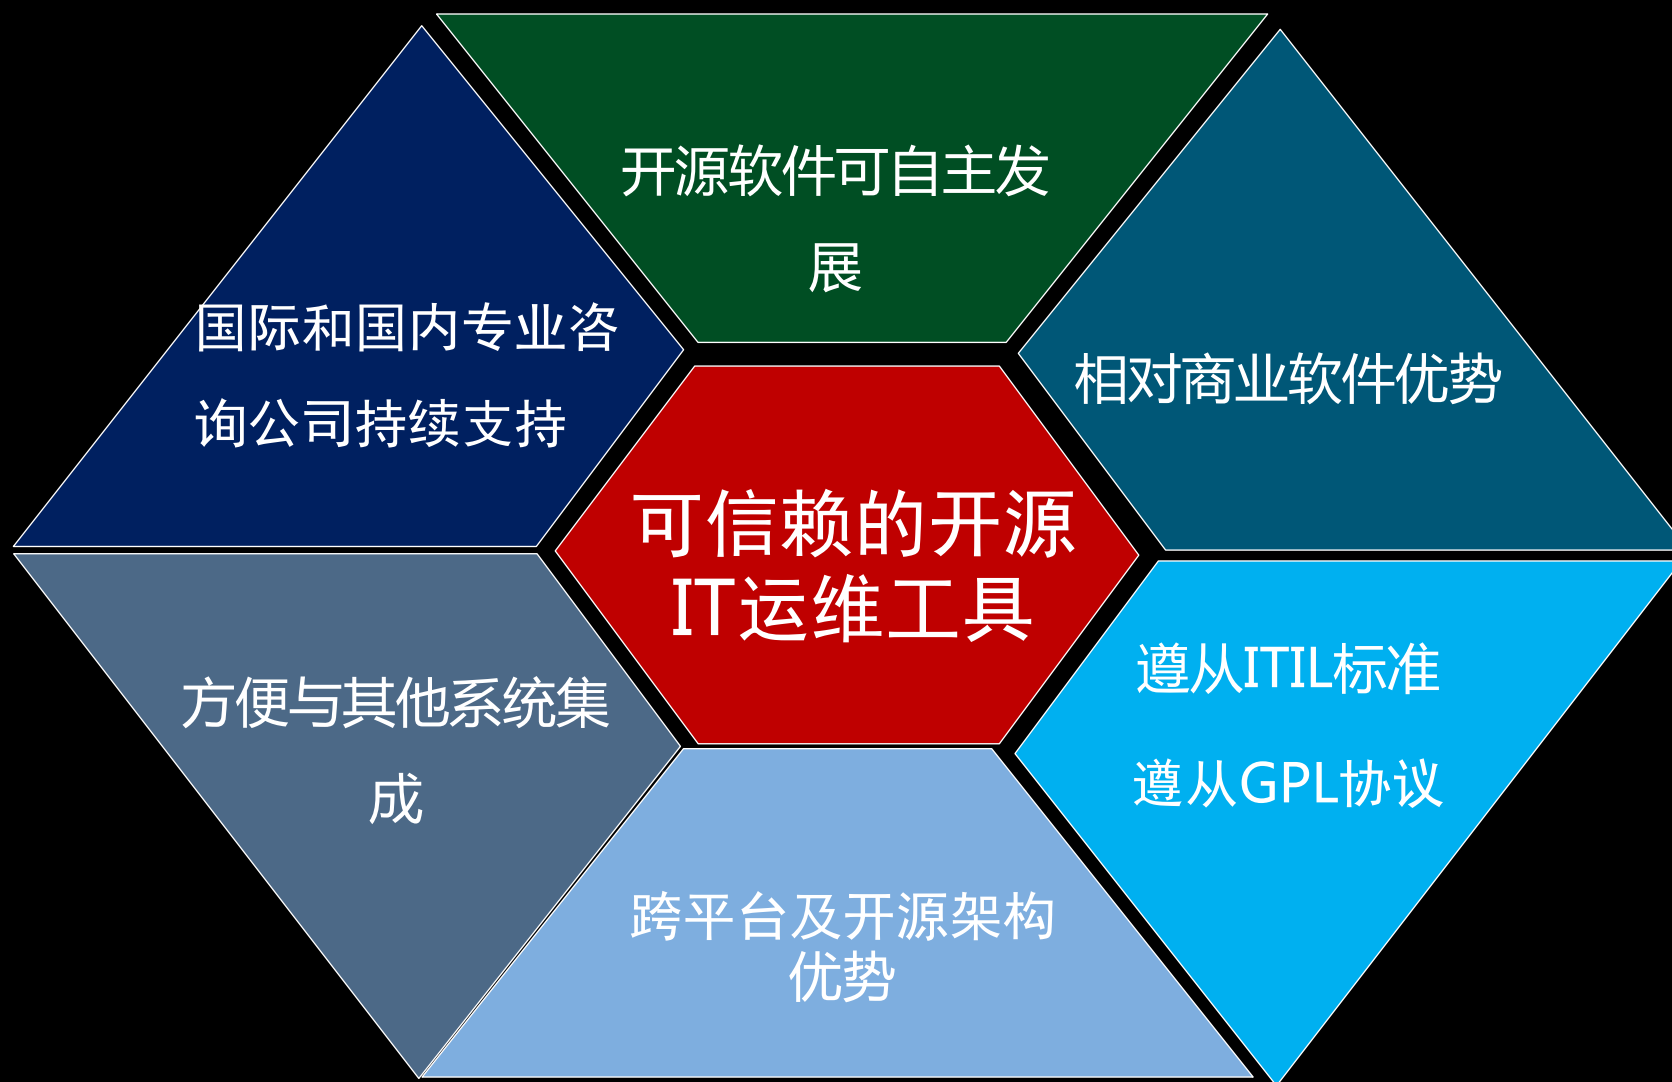 开源软件可自主发
展
国际和国内专业咨
询公司持续支持
相对商业软件优势
可信赖的开源
IT运维工具
方便与其他系统集
成
遵从ITIL标准
遵从GPL协议
跨平台及开源架构
优势